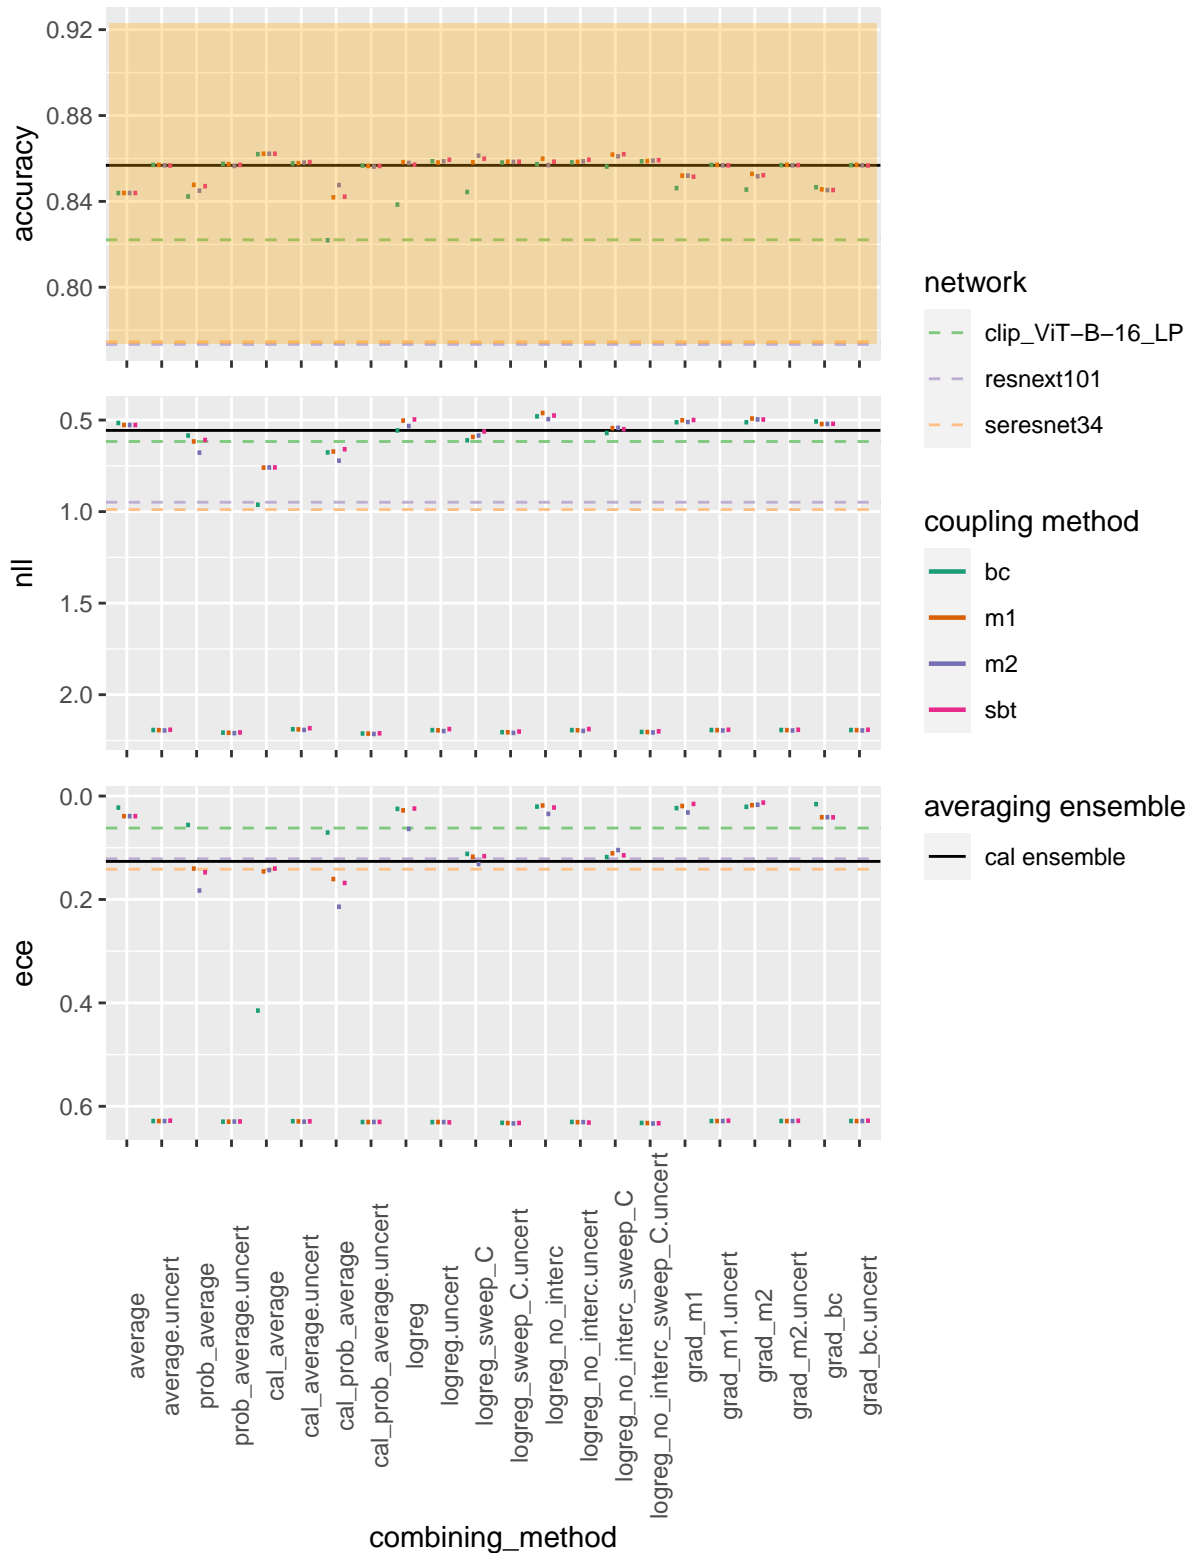 accuracy
0.92
0.88
0.84
0.80
nll
0.5
1.0
1.5
2.0
ece
0.0
0.2
0.4
0.6
average
average.uncert
prob_average
prob_average.uncert
cal_average
cal_average.uncert
cal_prob_average
cal_prob_average.uncert
logreg
logreg.uncert
logreg_sweep_C
logreg_sweep_C.uncert
logreg_no_interc
logreg_no_interc.uncert
logreg_no_interc_sweep_C
logreg_no_interc_sweep_C.uncert
grad_m1
grad_m1.uncert
grad_m2
grad_m2.uncert
grad_bc
grad_bc.uncert
combining_method
network
clip_ViT−B−16_LP
resnext101
seresnet34
coupling method
bc
m1
m2
sbt
averaging ensemble
cal ensemble